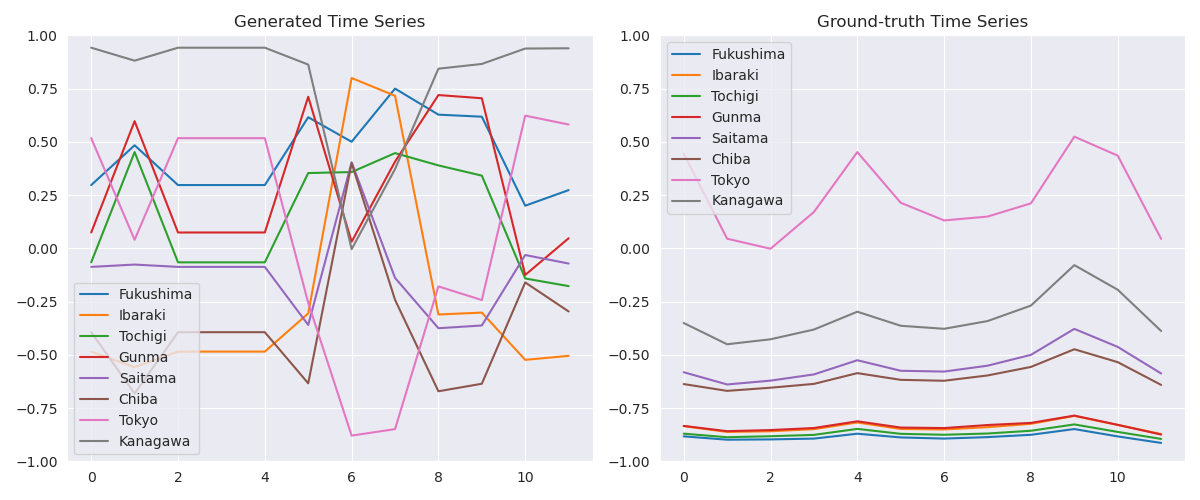 Generated Time Series
1.00
0.75
0.50
0.25
0.00
−0.25
−0.50
−0.75
−1.00
0 2 4 6 8 10
Fukushima
Ibaraki
Tochigi
Gunma
Saitama
Chiba
Tokyo
Kanagawa
Ground-truth Time Series
1.00
0.75
0.50
0.25
0.00
−0.25
−0.50
−0.75
−1.00
0 2 4 6 8 10
Fukushima
Ibaraki
Tochigi
Gunma
Saitama
Chiba
Tokyo
Kanagawa